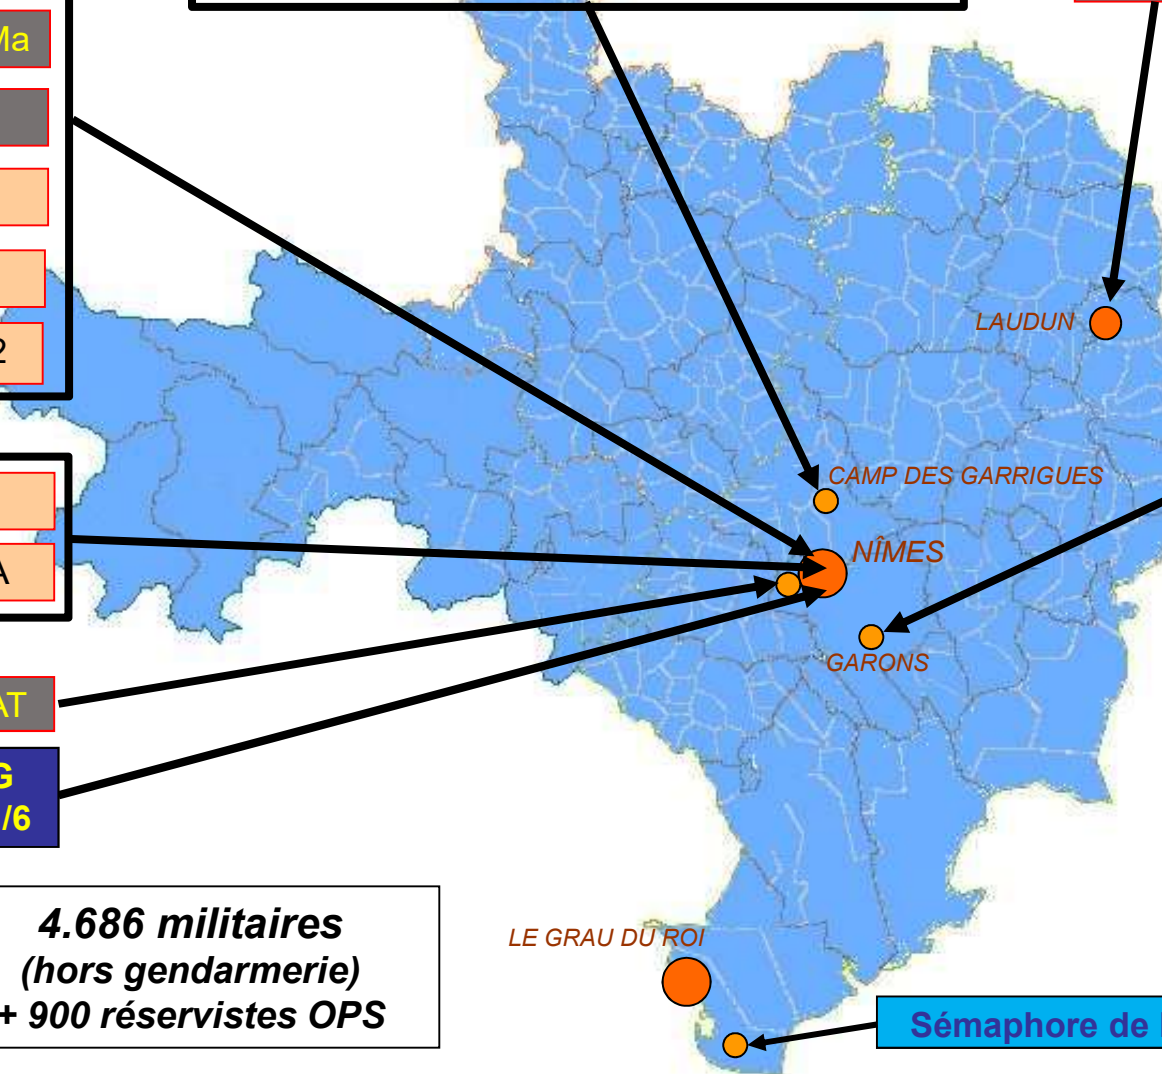 Ma
2
LAUDUN
CAMP DES GARRIGUES
A
NÎMES
GARONS
AT
G
/6
4.686 militaires
(hors gendarmerie)
+ 900 réservistes OPS
LE GRAU DU ROI
Sémaphore de